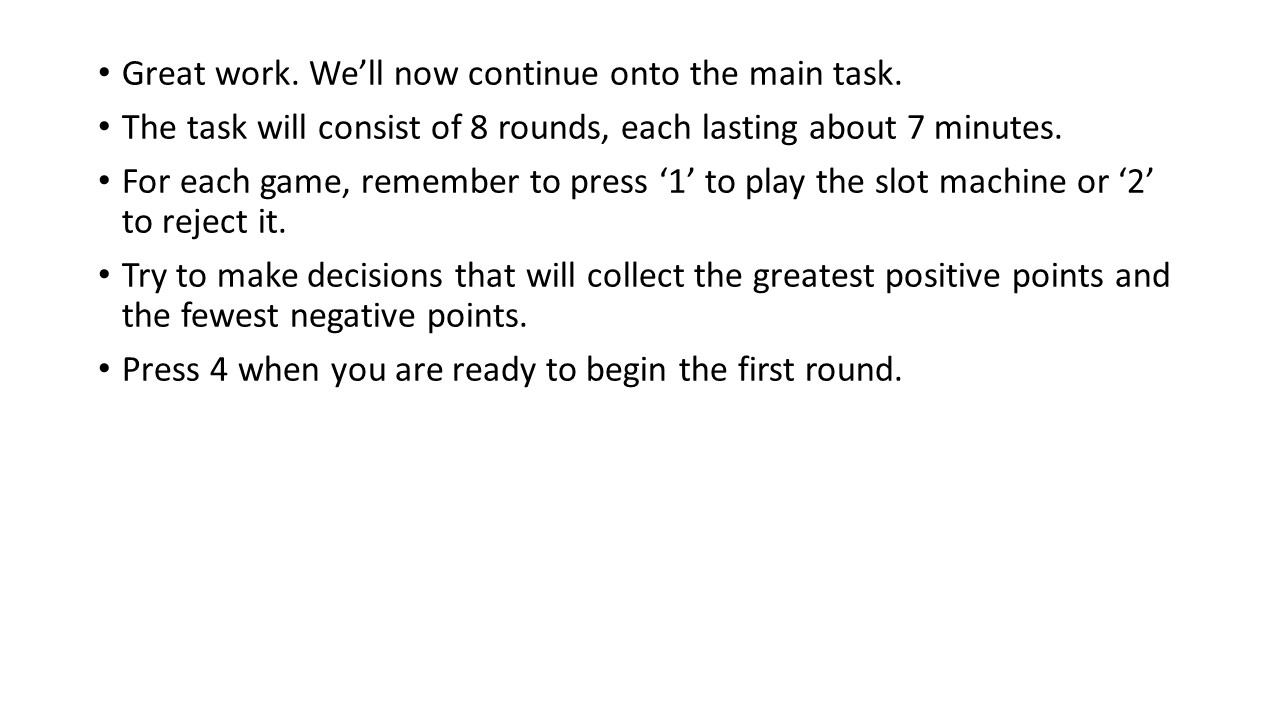 • Great work. We’ll now continue onto the main task.
• The task will consist of 8 rounds, each lasting about 7 minutes.
• For each game, remember to press ‘1’ to play the slot machine or ‘2’
to reject it.
• Try to make decisions that will collect the greatest positive points and
the fewest negative points.
• Press 4 when you are ready to begin the first round.